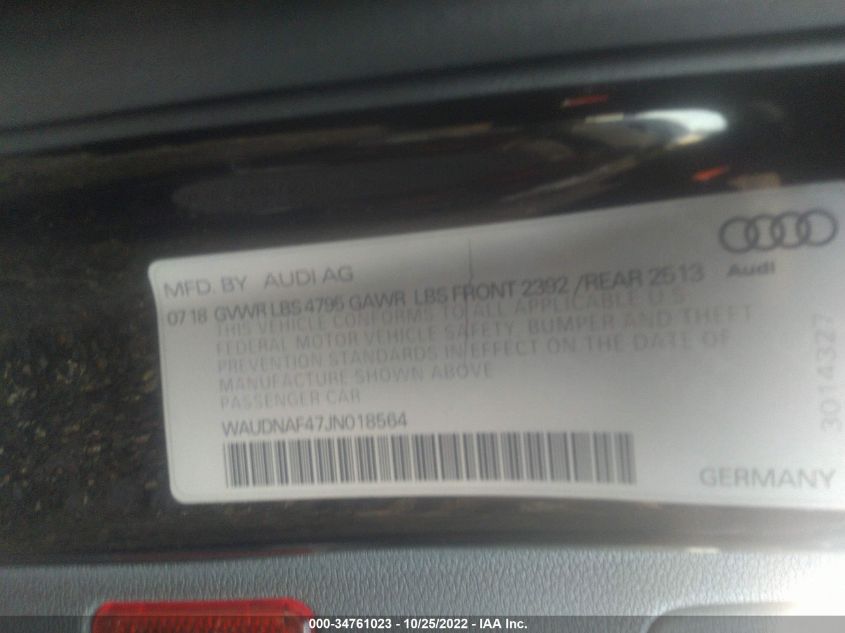 MFD. BY AUDI AG
Audi
07 18 GVWR LBS 4795 GAWR LBS FRONT 2392 / REAR 2513
THIS VEHICLE CONFORMS TO ALL APPLICABLE U.S.
FEDERAL MOTOR VEHICLE SAFETY, BUMPER AND THEFT
PREVENTION STANDARDS IN EFFECT ON THE DATE OF
MANUFACTURE SHOWN ABOVE
PASSENGER CAR
WAUDNAF47JN018564
3014327
GERMANY
000-34761023 - 10/25/2022 - IAA Inc.